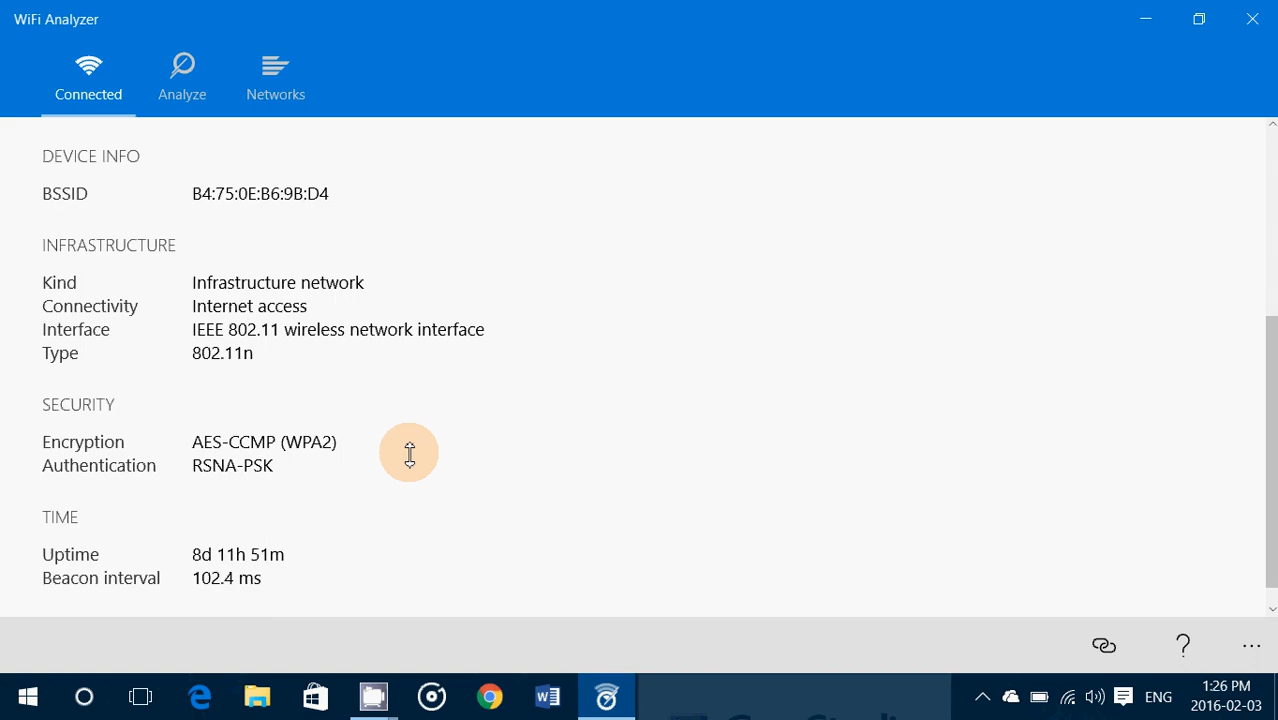 WiFi Analyzer
Connected Analyze Networks
DEVICE INFO
BSSID B4:75:0E:B6:9B:D4
INFRASTRUCTURE
Kind Infrastructure network
Connectivity Internet access
Interface IEEE 802.11 wireless network interface
Type 802.11n
SECURITY
Encryption AES-CCMP (WPA2)
Authentication RSNA-PSK
TIME
Uptime 8d 11h 51m
Beacon interval 102.4 ms
ENG
1:26 PM
2016-02-03